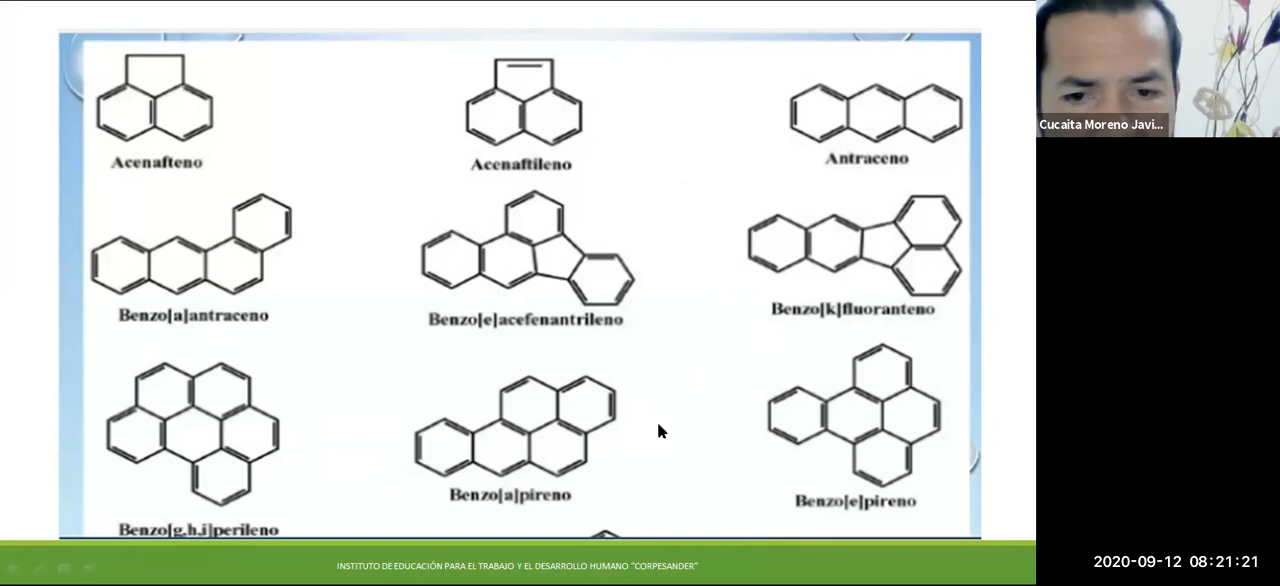 Acenafteno
Acenaftileno
Antraceno
Benzo[a]antraceno
Benzo[e]acefenantrileno
Benzo[k]fluoranteno
Benzo[g,h,i]perileno
Benzo[a]pireno
Benzo[e]pireno
INSTITUTO DE EDUCACIÓN PARA EL TRABAJO Y EL DESARROLLO HUMANO “CORPESANDER”
Cucaita Moreno Javi...
2020-09-12 08:21:21